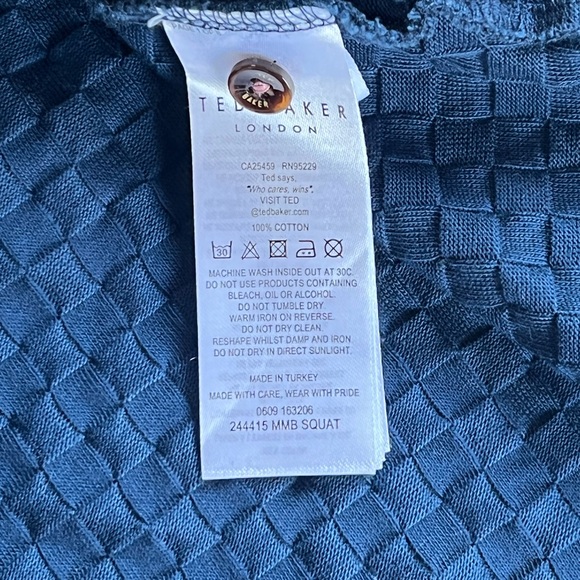 BAKER
TED BAKER
LONDON
CA25459 RN95229
Ted says,
"Who cares, wins".
VISIT TED
@tedbaker.com
100% COTTON
30
MACHINE WASH INSIDE OUT AT 30C.
DO NOT USE PRODUCTS CONTAINING
BLEACH, OIL OR ALCOHOL.
DO NOT TUMBLE DRY.
WARM IRON ON REVERSE.
DO NOT DRY CLEAN.
RESHAPE WHILST DAMP AND IRON.
DO NOT DRY IN DIRECT SUNLIGHT.
MADE IN TURKEY
MADE WITH CARE, WEAR WITH PRIDE
0609 163206
244415 MMB SQUAT